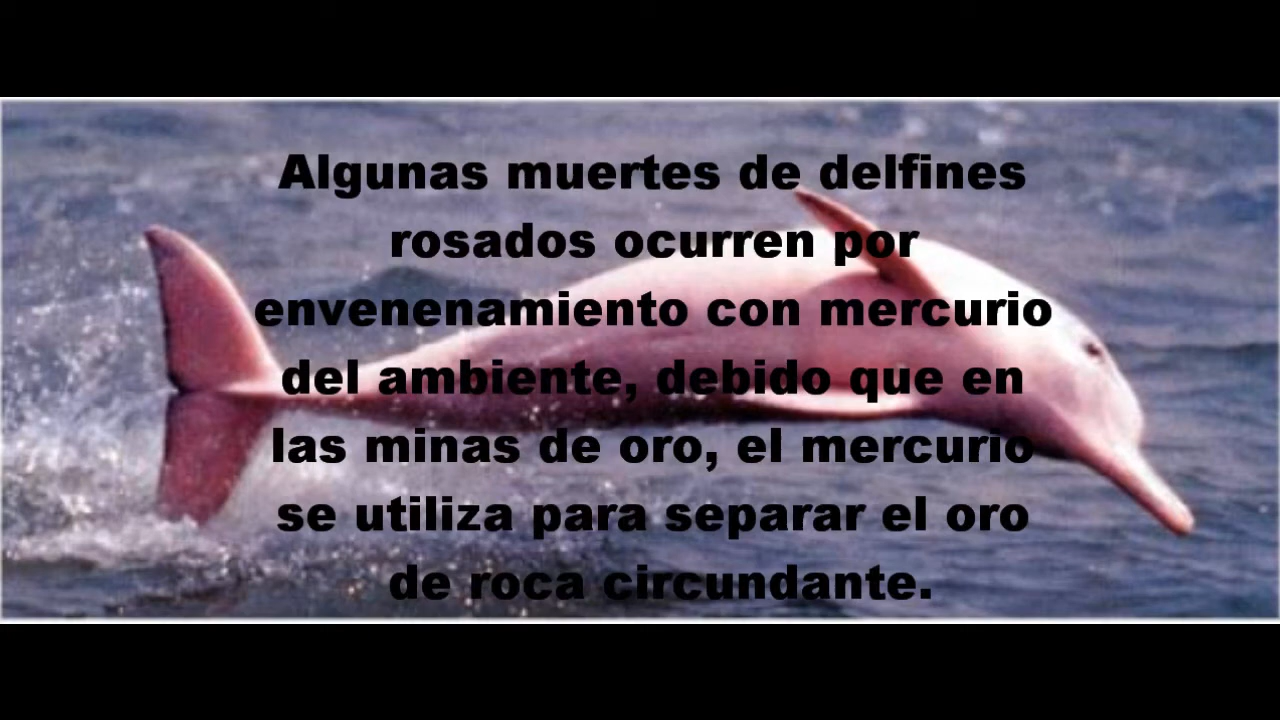 Algunas muertes de delfines
rosados ocurren por
envenenamiento con mercurio
del ambiente, debido que en
las minas de oro, el mercurio
se utiliza para separar el oro
de roca circundante.